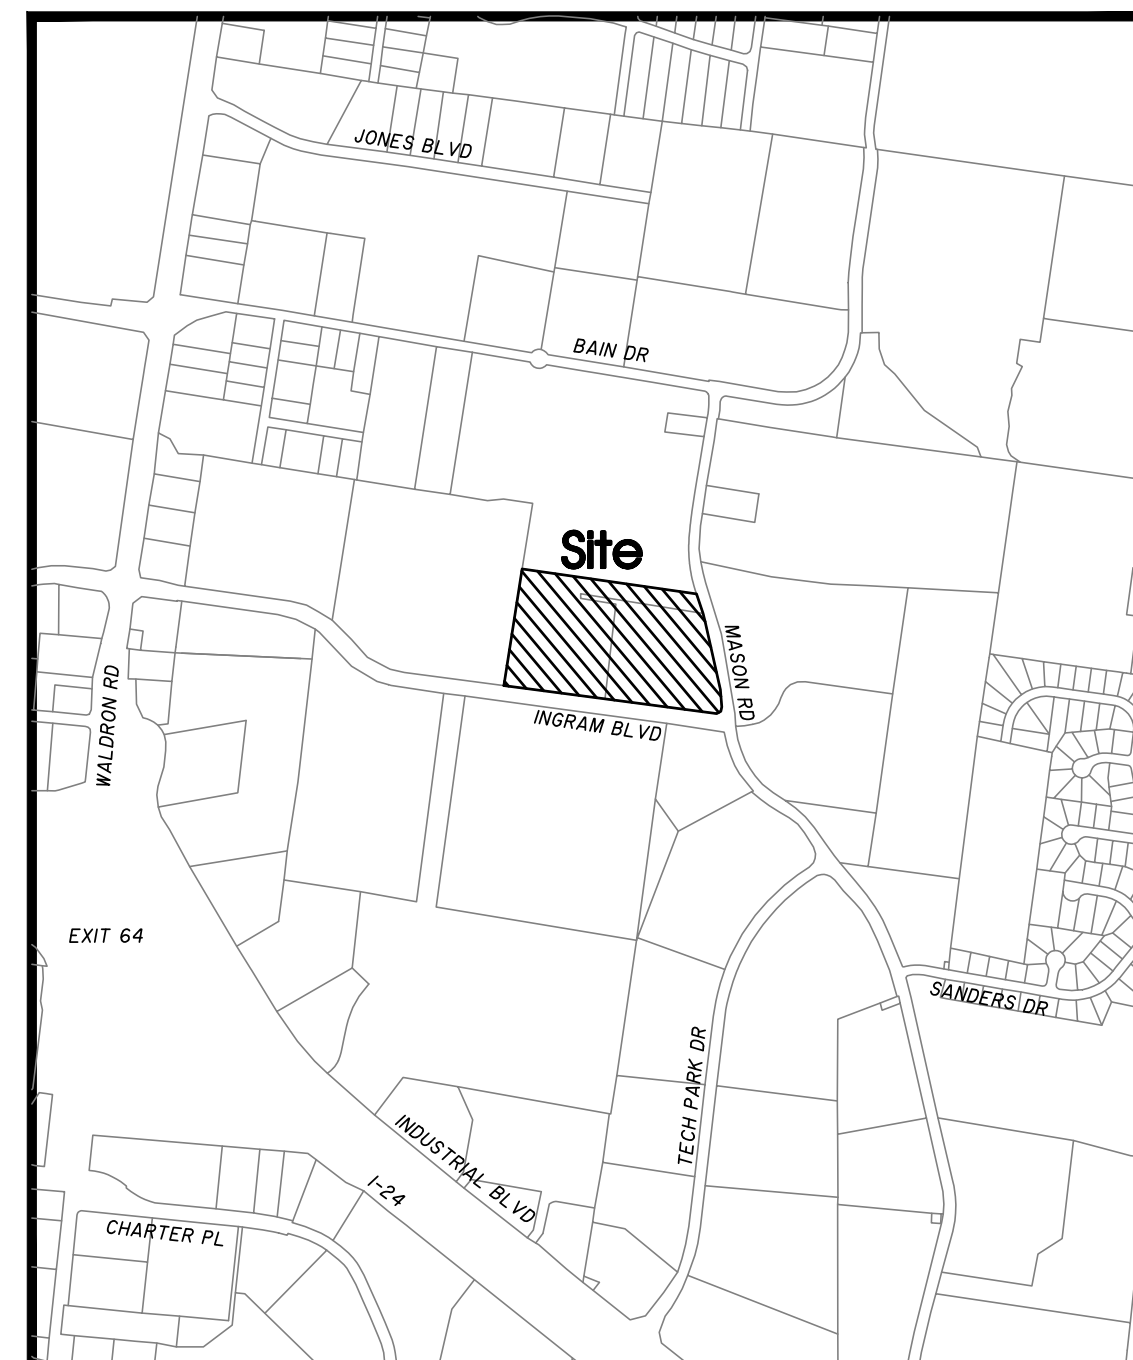 JONES BLVD
BAIN DR
Site
MASON RD
WALDRON RD
INGRAM BLVD
EXIT 64
SANDERS DR
TECH PARK DR
INDUSTRIAL BLVD
I-24
CHARTER PL